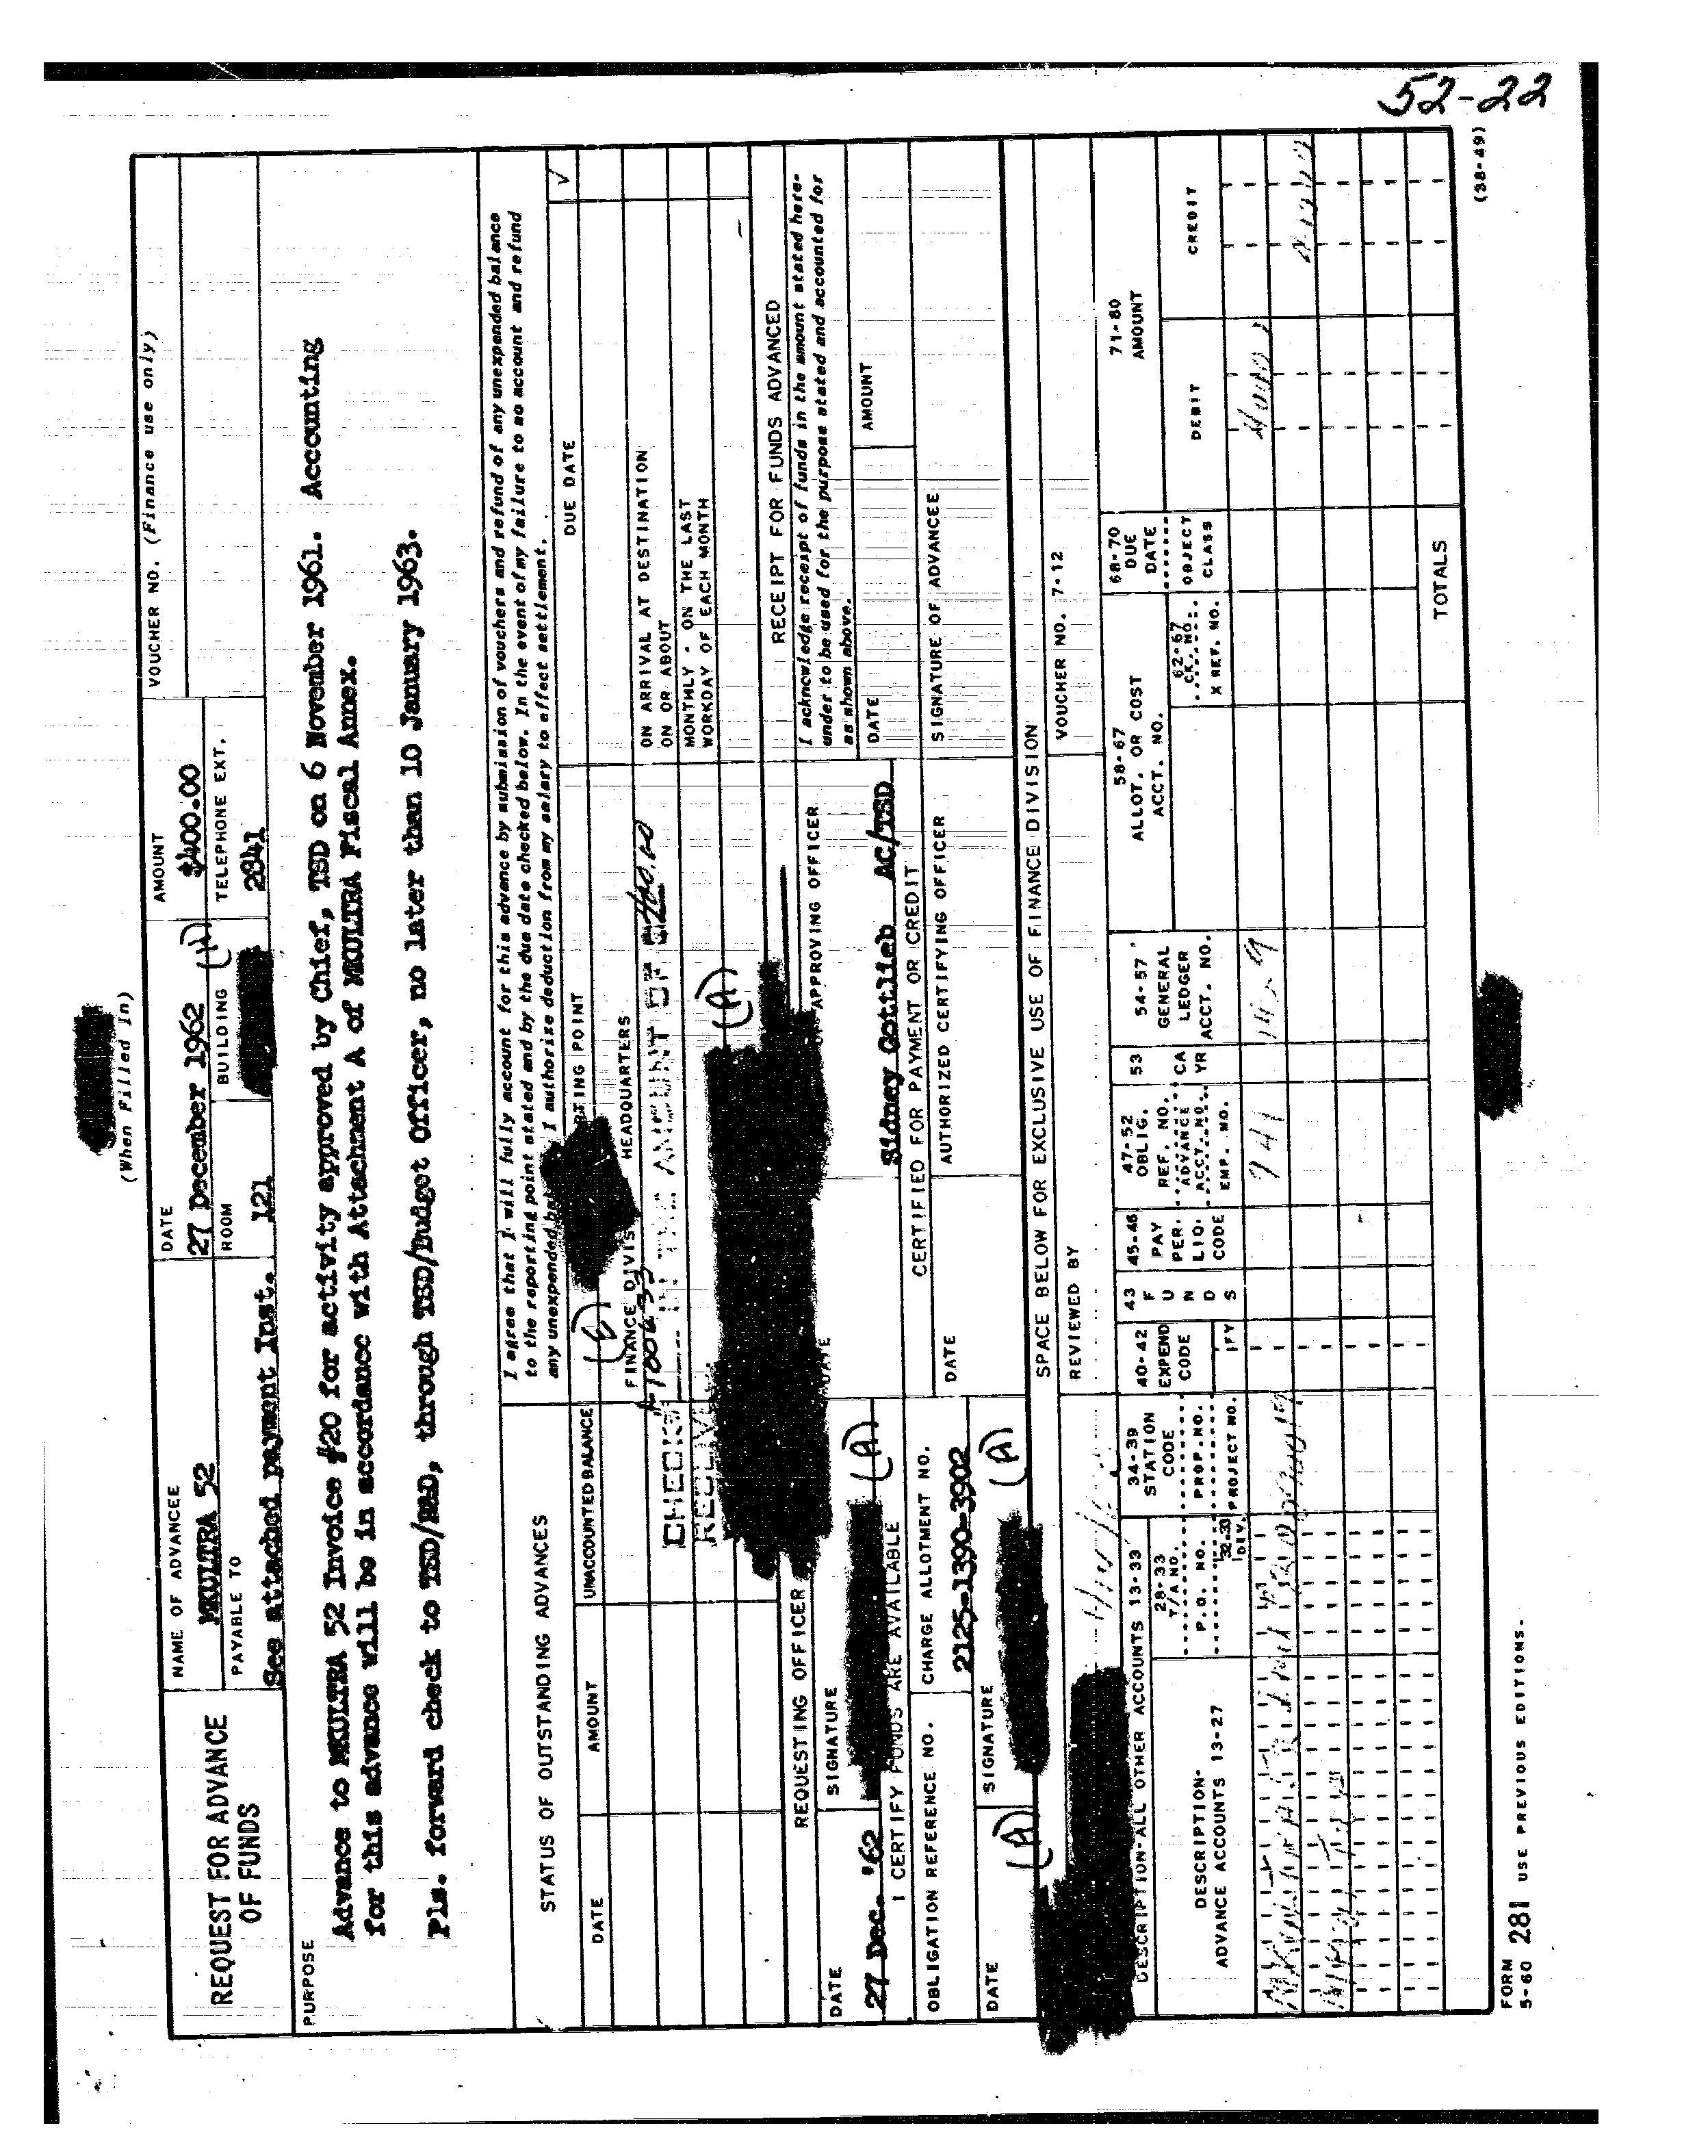 52-22
(When Filled In)
REQUEST FOR ADVANCE
OF FUNDS
NAME OF ADVANCEE
MKULTRA 52
DATE
27 December 1962
AMOUNT
$400.00
VOUCHER NO. (Finance use only)
PAYABLE TO
See attached payment Inst.
ROOM
121
BUILDING
TELEPHONE EXT.
2841
PURPOSE
Advance to MKULTRA 52 Invoice #20 for activity approved by Chief, TSD on 6 November 1961. Accounting
for this advance will be in accordance with Attachment A of MKULTRA Fiscal Annex.
Pls. forward check to TSD/RAD, through TSD/Budget Officer, no later than 10 January 1963.
I agree that I will fully account for this advance by submission of vouchers and refund of any unexpended balance
to the reporting point stated and by the due date checked below. In the event of my failure to so account and refund
any unexpended I authorize deduction from my salary to effect settlement.
STATUS OF OUTSTANDING ADVANCES
RTING POINT
DUE DATE
DATE
AMOUNT
UNACCOUNTED BALANCE
FINANCE DIVIS
HEADQUARTERS
ON ARRIVAL AT DESTINATION
ON OR ABOUT
MONTHLY - ON THE LAST
WORKDAY OF EACH MONTH
CHECK
IN THE AMOUNT OF
(A)
RECEIPT FOR FUNDS ADVANCED
REQUESTING OFFICER
APPROVING OFFICER
I acknowledge receipt of funds in the amount stated here-
under to be used for the purpose stated and accounted for
as shown above.
DATE
27 Dec. '62
SIGNATURE
(A)
DATE
Sidney Gottlieb AC/TSD
DATE
AMOUNT
I CERTIFY FUNDS ARE AVAILABLE
CERTIFIED FOR PAYMENT OR CREDIT
OBLIGATION REFERENCE NO.
CHARGE ALLOTMENT NO.
2125-1390-3902
DATE
AUTHORIZED CERTIFYING OFFICER
SIGNATURE OF ADVANCEE
DATE
SIGNATURE
(A)
(A)
SPACE BELOW FOR EXCLUSIVE USE OF FINANCE DIVISION
REVIEWED BY
VOUCHER NO. 7-12
DESCRIPTION-ALL OTHER ACCOUNTS 13-33
DESCRIPTION-
ADVANCE ACCOUNTS 13-27
28-33
T/A NO.
P.O. NO.
32-33
DIV.
34-39
STATION
CODE
PROP. NO.
PROJECT NO.
40-42
EXPEND
CODE
FY
43
F
U
N
D
S
45-46
PAY
PER.
LIQ.
CODE
47-52
OBLIG.
REF. NO.
ADVANCE
ACCT. NO.
EMP. NO.
53
CA
YR
54-57
GENERAL
LEDGER
ACCT. NO.
58-67
ALLOT. OR COST
ACCT. NO.
62-67
CK. NO.
X REF. NO.
68-70
DUE
DATE
OBJECT
CLASS
71-80
AMOUNT
DEBIT
CREDIT
741
TOTALS
FORM
5-60 281 USE PREVIOUS EDITIONS.
(38-49)